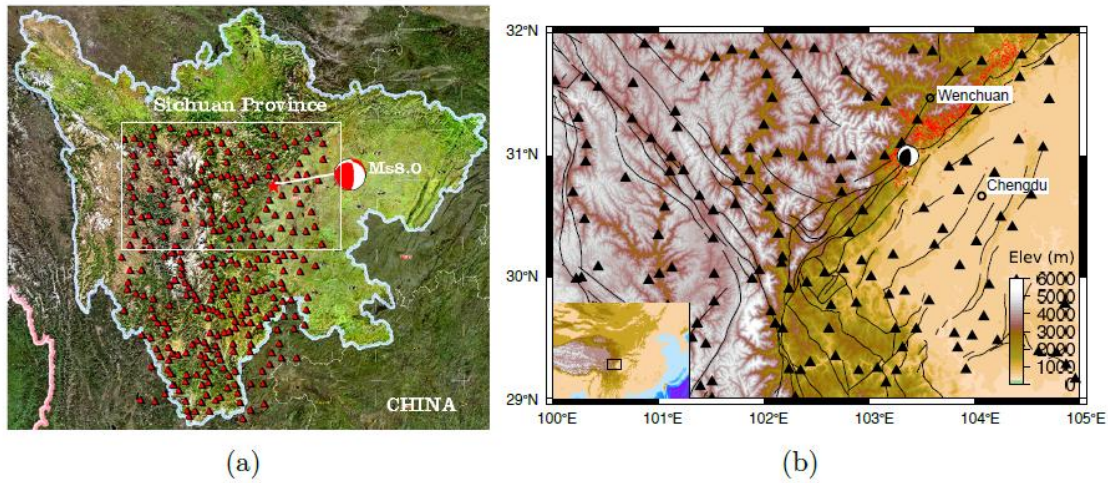 Sichuan Province
Ms8.0
CHINA
(a)
32°N
31°N
30°N
29°N
100°E
101°E
102°E
103°E
104°E
105°E
Wenchuan
Chengdu
Elev (m)
6000
5000
4000
3000
2000
1000
0
(b)